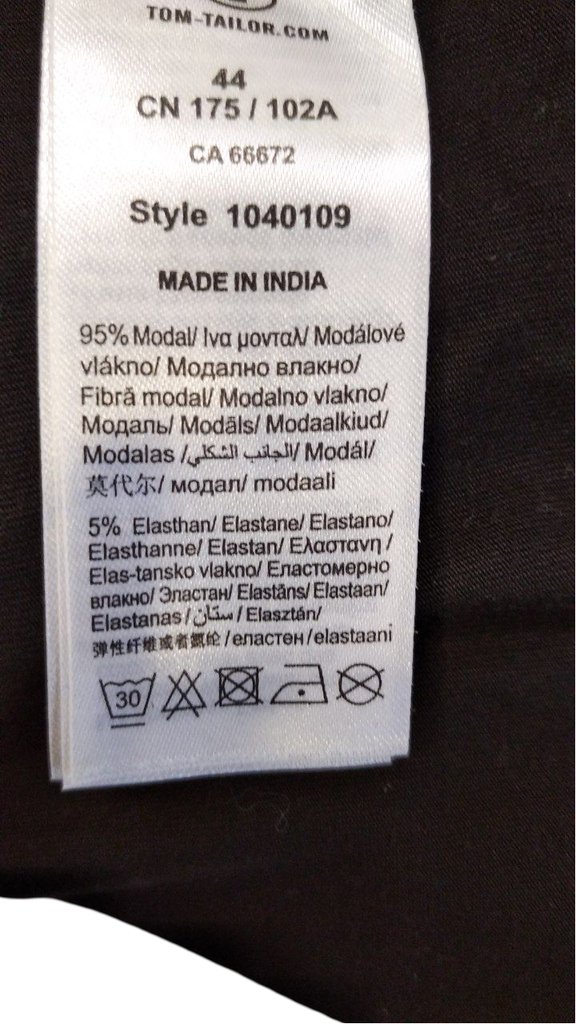 TOM-TAILOR.COM
44
CN 175 / 102A
CA 66672
Style 1040109
MADE IN INDIA
95% Modal/ Ινα μονταλ/ Modálové
vlákno/ Модално влакно/
Fibră modal/ Modalno vlakno/
Модаль/ Modāls/ Modaalkiud/
Modalas /الجانب الشكلي/ Modál/
莫代尔/ модал/ modaali
5% Elasthan/ Elastane/ Elastano/
Elasthanne/ Elastan/ Ελαστανη /
Elas-tansko vlakno/ Еластомерно
влакно/ Эластан/ Elastāns/ Elastaan/
Elastanas /ستان/ Elasztán/
弹性纤维或者氨纶/еластен/elastaani
30